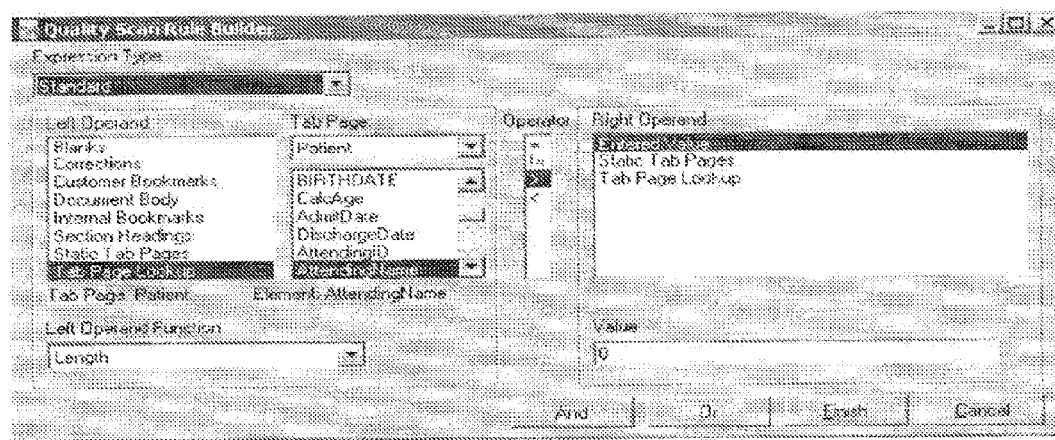 Quality Scan Rule Builder
Expression Type
Standard
Left Operand
Blanks
Corrections
Customer Bookmarks
Document Body
Internal Bookmarks
Section Headings
Static Tab Pages
Tab Page Lookup
Tab Page: Patient
Left Operand Function
Length
Tab Page:
Patient
BIRTHDATE
CalcAge
AdmitDate
DischargeDate
AttendingID
AttendingName
Element: AttendingName
Operator
>
<
Right Operand
Entered Value
Static Tab Pages
Tab Page Lookup
Value
0
And
Or
Finish
Cancel